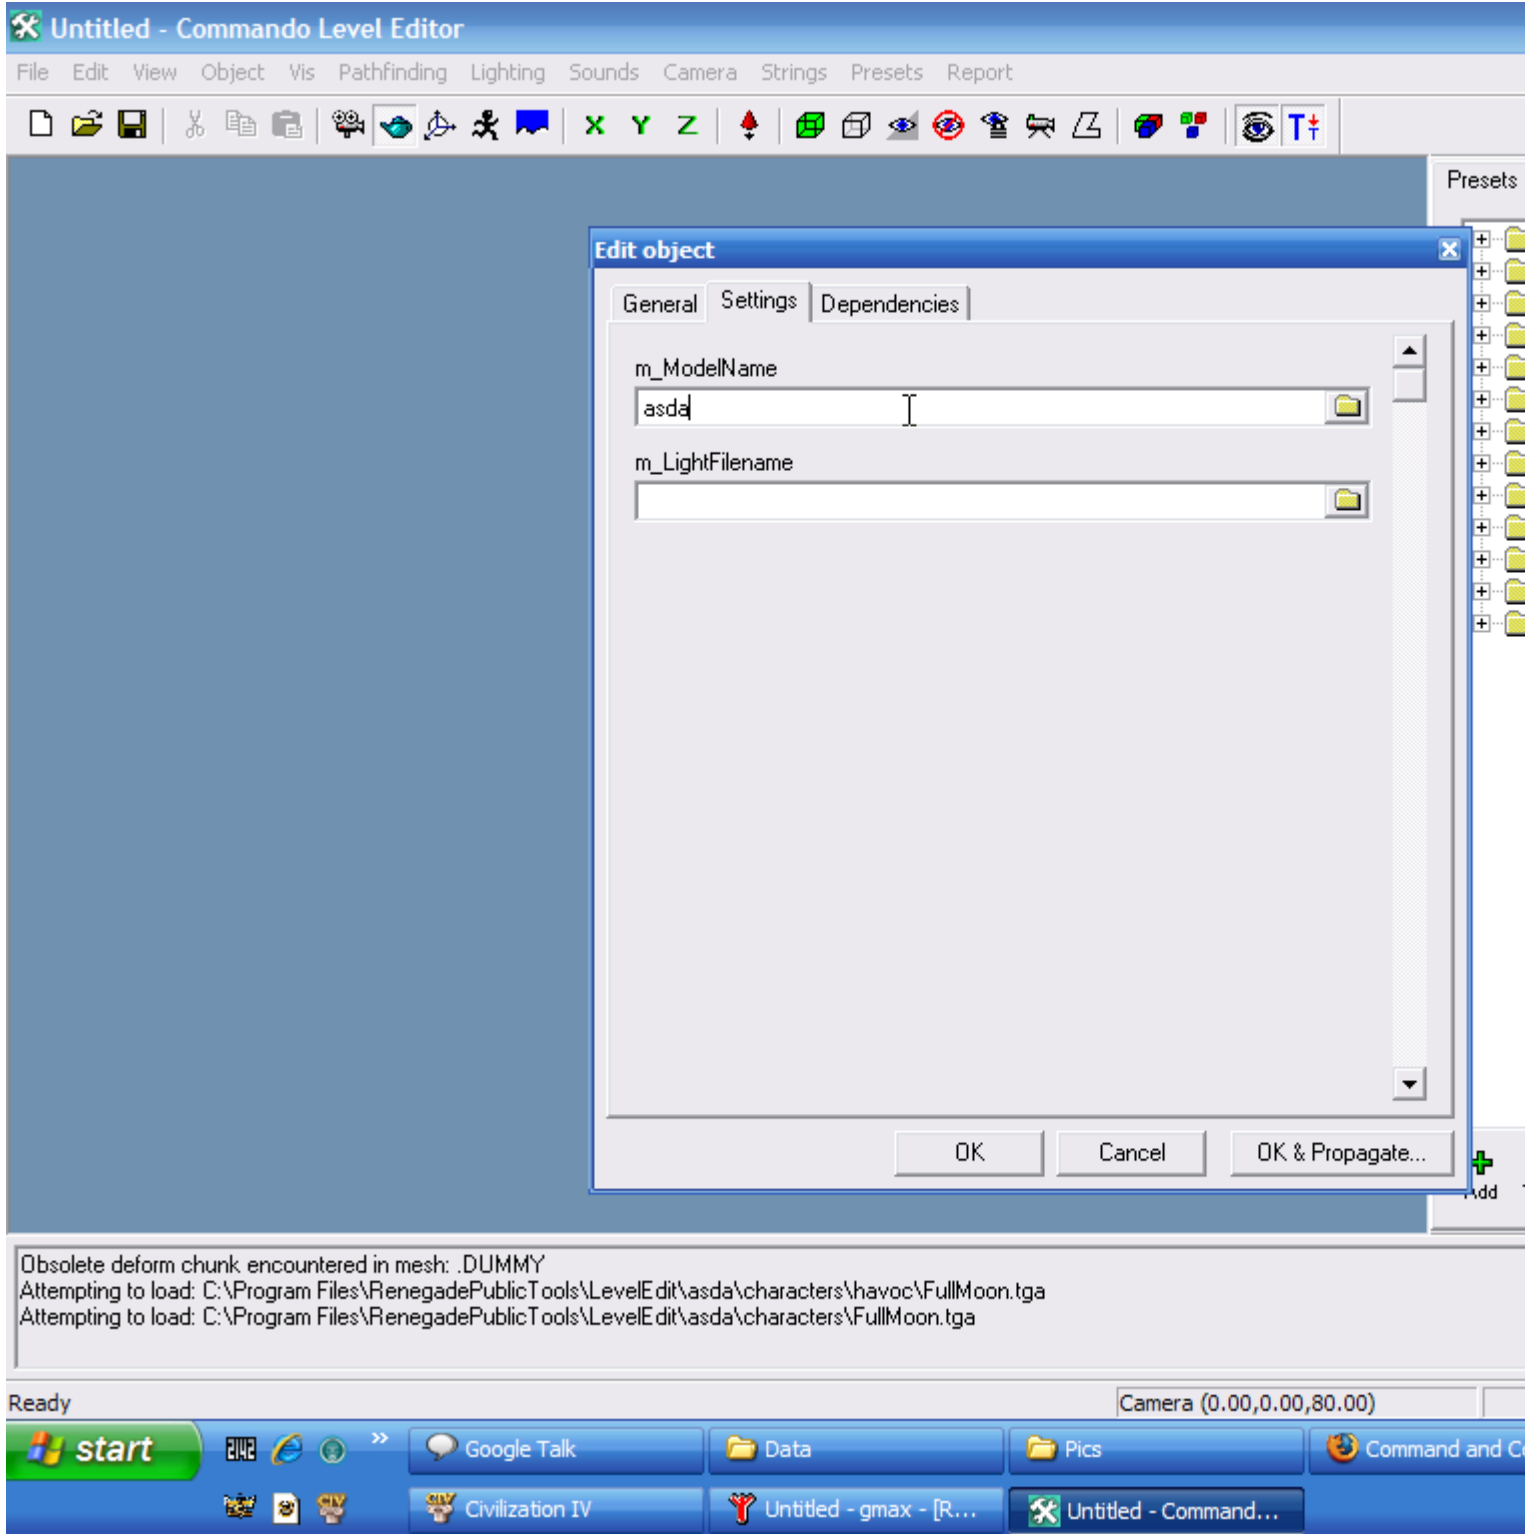 Untitled - Commando Level Editor
File Edit View Object Vis Pathfinding Lighting Sounds Camera Strings Presets Report
X Y Z
Presets
Edit object
General Settings Dependencies
m_ModelName
asda
m_LightFilename
OK Cancel OK & Propagate...
Add
Obsolete deform chunk encountered in mesh: .DUMMY
Attempting to load: C:\Program Files\RenegadePublicTools\LevelEdit\asda\characters\havoc\FullMoon.tga
Attempting to load: C:\Program Files\RenegadePublicTools\LevelEdit\asda\characters\FullMoon.tga
Ready Camera (0.00,0.00,80.00)
start 2142 » Google Talk Data Pics Command and C
Civilization IV Untitled - gmax - [R... Untitled - Command...